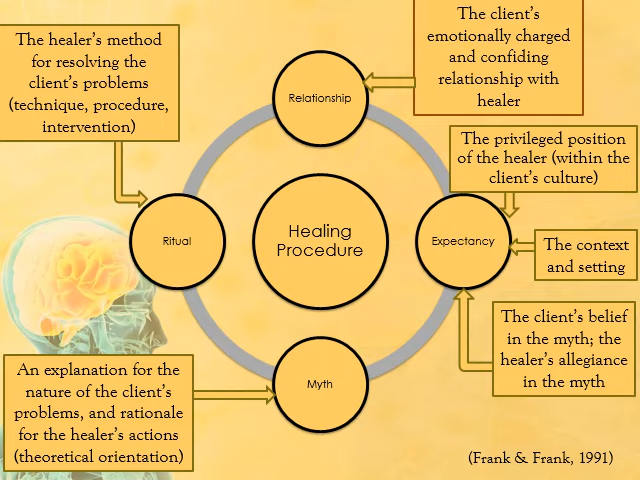 The client's
emotionally charged
and confiding
relationship with
healer
The healer's method
for resolving the
client's problems
(technique, procedure,
intervention)
Relationship
The privileged position
of the healer (within the
client's culture)
Ritual
Healing
Procedure
Expectancy
The context
and setting
The client's belief
in the myth; the
healer's allegiance
in the myth
An explanation for the
nature of the client's
problems, and rationale
for the healer's actions
(theoretical orientation)
Myth
(Frank & Frank, 1991)